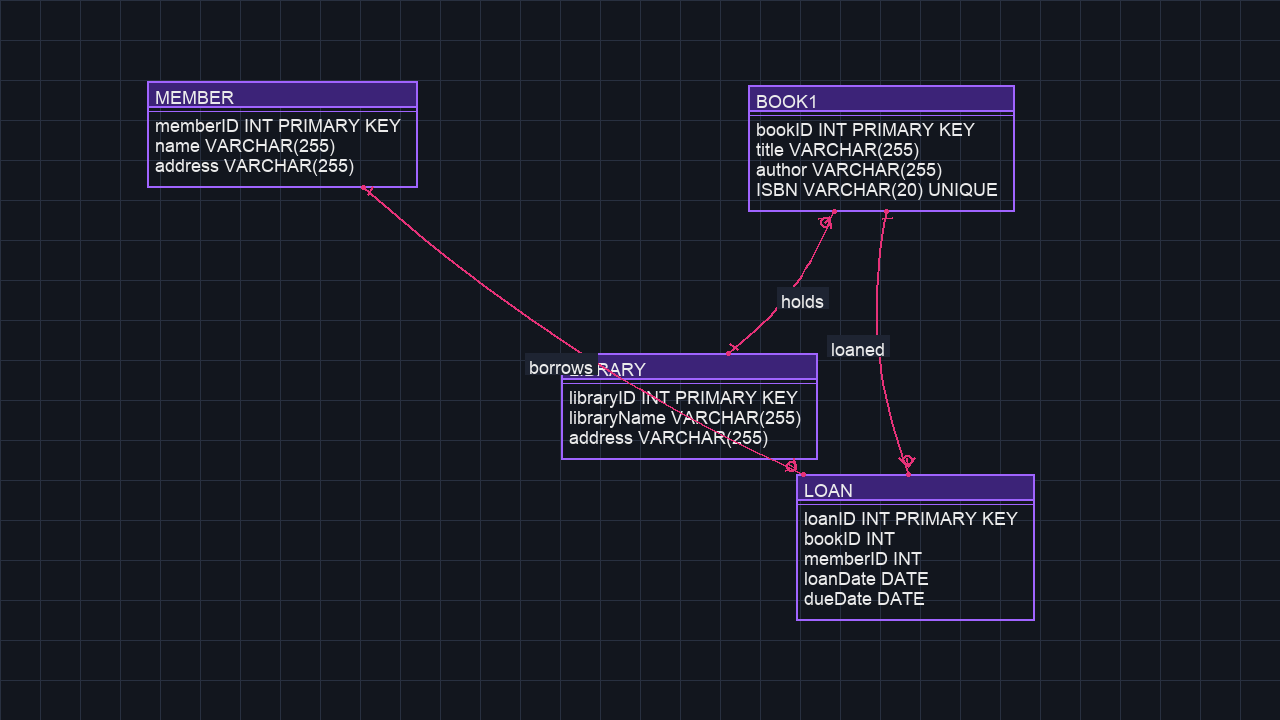 MEMBER
memberID INT PRIMARY KEY
name VARCHAR(255)
address VARCHAR(255)
BOOK1
bookID INT PRIMARY KEY
title VARCHAR(255)
author VARCHAR(255)
ISBN VARCHAR(20) UNIQUE
holds
loaned
borrows
RARY
libraryID INT PRIMARY KEY
libraryName VARCHAR(255)
address VARCHAR(255)
LOAN
loanID INT PRIMARY KEY
bookID INT
memberID INT
loanDate DATE
dueDate DATE